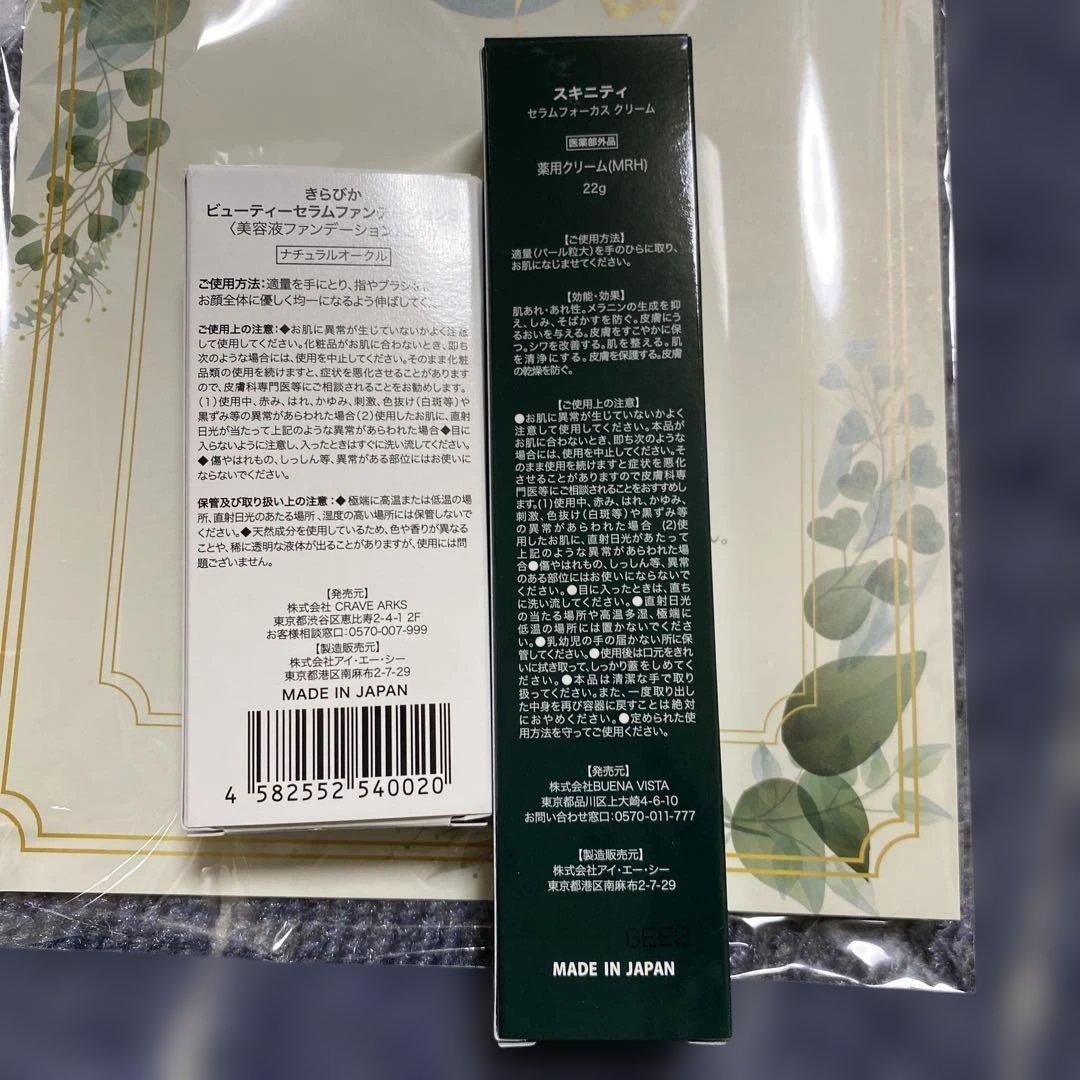 きらびか
ビューティーセラムファンデーション
〈美容液ファンデーション
ナチュラルオークル
ご使用方法:適量を手にとり、指やブラシを
お顔全体に優しく均一になるよう伸ばして
ご使用上の注意:◆お肌に異常が生じていないかよく注意
して使用してください。化粧品がお肌に合わないとき、即ち
次のような場合には、使用を中止してください。そのまま化粧
品類の使用を続けますと、症状を悪化させることがあります
ので、皮膚科専門医等にご相談されることをお勧めします。
(1)使用中、赤み、はれ、かゆみ、刺激、色抜け(白斑等)や
黒ずみ等の異常があらわれた場合(2)使用したお肌に、直射
日光が当たって上記のような異常があらわれた場合◆目に
入らないように注意し、入ったときはすぐに洗い流してください。
◆傷やはれもの、しっしん等、異常がある部位にはお使いに
ならないでください。
保管及び取り扱い上の注意:◆極端に高温または低温の場
所、直射日光のあたる場所、湿度の高い場所には保管しないで
ください。◆天然成分を使用しているため、色や香りが異なる
ことや、稀に透明な液体が出ることがありますが、使用には問
題ございません。
【発売元】
株式会社 CRAVE ARKS
東京都渋谷区恵比寿2-4-1 2F
お客様相談窓口:0570-007-999
【製造販売元】
株式会社アイ・エー・シー
東京都港区南麻布2-7-29
MADE IN JAPAN
4 582552 540020
スキニティ
セラムフォーカス クリーム
医薬部外品
薬用クリーム(MRH)
22g
【ご使用方法】
適量(パール粒大)を手のひらに取り、
お肌になじませてください。
【効能・効果】
肌あれ・あれ性。メラニンの生成を抑
え、しみ、そばかすを防ぐ。皮膚に
うるおいを与える。皮膚をすこやかに保
つ。シワを改善する。肌を整える。肌
を清浄にする。皮膚を保護する。皮膚
の乾燥を防ぐ。
【ご使用上の注意】
●お肌に異常が生じていないかよく
注意して使用してください。本品が
お肌に合わないとき、即ち次のような
場合には、使用を中止してください。
そのまま使用を続けますと症状を悪化
させることがありますので皮膚科専
門医等にご相談されることをおすすめし
ます。(1)使用中、赤み、はれ、かゆみ、
刺激、色抜け(白斑等)や黒ずみ等
の異常があらわれた場合 (2)使
用したお肌に、直射日光があたって
上記のような異常があらわれた場
合●傷やはれもの、しっしん等、異常
のある部位にはお使いにならないで
ください。●目に入ったときは、直ち
に洗い流してください。●直射日光
の当たる場所や高温多湿、極端に
低温の場所には置かないでくださ
い。●乳幼児の手の届かない所に保
管してください。●使用後は口元をきれ
いに拭き取って、しっかり蓋をしめてく
ださい。●本品は清潔な手で取り
扱ってください。また、一度取り出し
た中身を再び容器に戻すことは絶対
におやめください。●定められた使
用方法を守ってご使用ください。
【発売元】
株式会社BUENA VISTA
東京都品川区上大崎4-6-10
お問い合わせ窓口:0570-011-777
【製造販売元】
株式会社アイ・エー・シー
東京都港区南麻布2-7-29
GEE2
MADE IN JAPAN